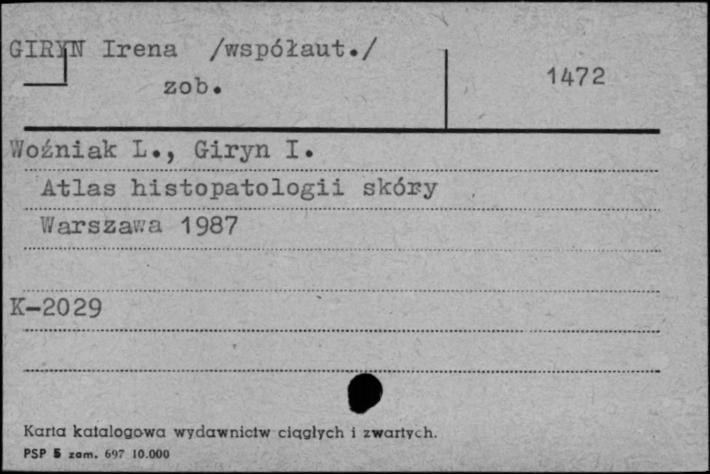 GIRYN Irena /współaut./
zob.
1472
Woźniak L., Giryn I.
Atlas histopatologii skóry
Warszawa 1987
K-2029
Karta katalogowa wydawnictw ciągłych i zwartych.
PSP 5 zam. 697 10.000